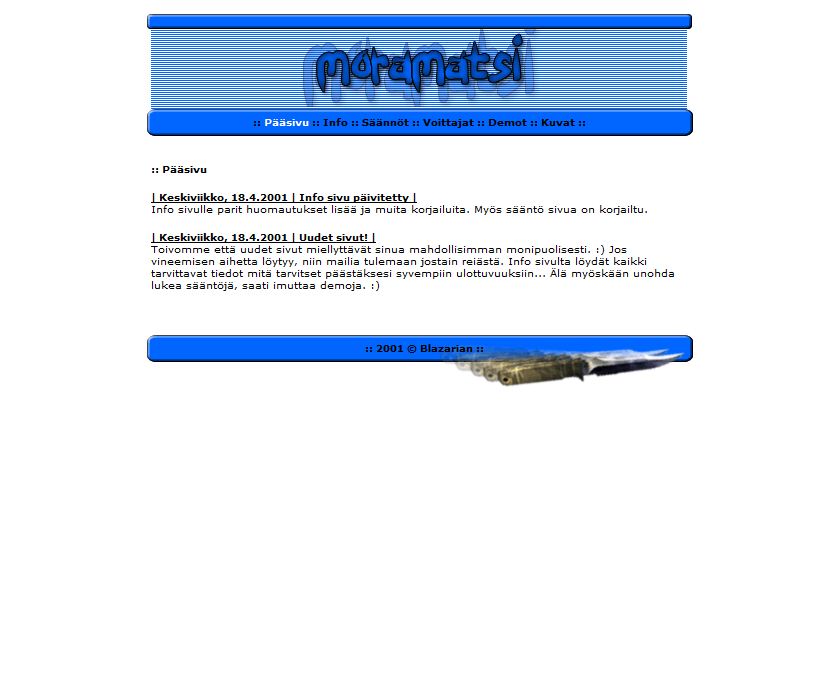 moramatsi
:: Pääsivu :: Info :: Säännöt :: Voittajat :: Demot :: Kuvat ::
:: Pääsivu
| Keskiviikko, 18.4.2001 | Info sivu päivitetty |
Info sivulle parit huomautukset lisää ja muita korjailuita. Myös sääntö sivua on korjailtu.
| Keskiviikko, 18.4.2001 | Uudet sivut! |
Toivomme että uudet sivut miellyttävät sinua mahdollisimman monipuolisesti. :) Jos
vineemisen aihetta löytyy, niin mailia tulemaan jostain reiästä. Info sivulta löydät kaikki
tarvittavat tiedot mitä tarvitset päästäksesi syvempiin ulottuvuuksiin... Älä myöskään unohda
lukea sääntöjä, saati imuttaa demoja. :)
:: 2001 © Blazarian ::